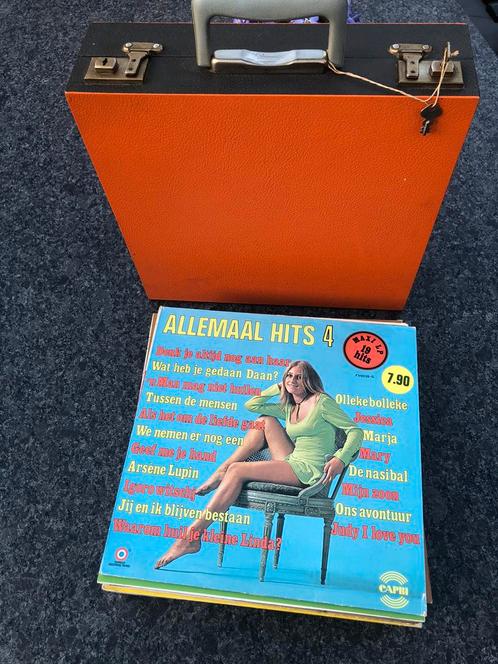 ALLEMAAL HITS 4
MAXI LP
19
hits
7.90
Denk je altijd nog aan haar
Wat heb je gedaan Daan?
'n Man mag niet huilen
Tussen de mensen
Als het om de liefde gaat
We nemen er nog een
Geef me je hand
Arsène Lupin
Igorowitschj
Jij en ik blijven bestaan
Waarom huil je kleine Linda?
Ollekebolleke
Jessica
Marja
Mary
De nasibal
Mijn zoon
Ons avontuur
Judy I love you
CAPRI